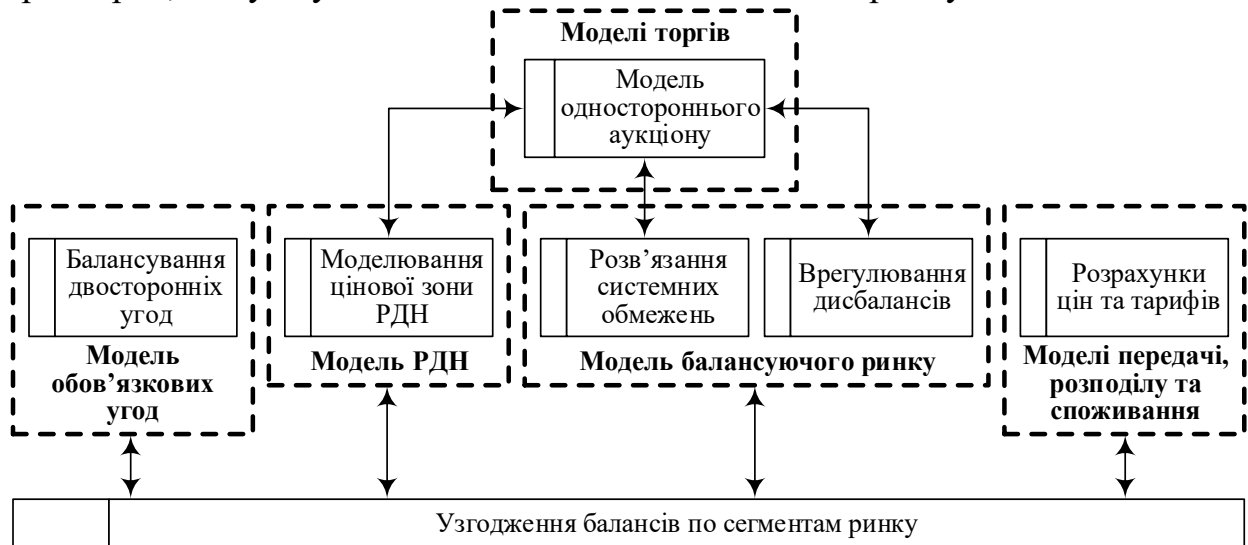 Моделі торгів
Модель
одностороннього
аукціону
Балансування
двосторонніх
угод
Модель
обов’язкових
угод
Моделювання
цінової зони
РДН
Модель РДН
Розв’язання
системних
обмежень
Врегулювання
дисбалансів
Модель балансуючого ринку
Розрахунки
цін та тарифів
Моделі передачі,
розподілу та
споживання
Узгодження балансів по сегментам ринку